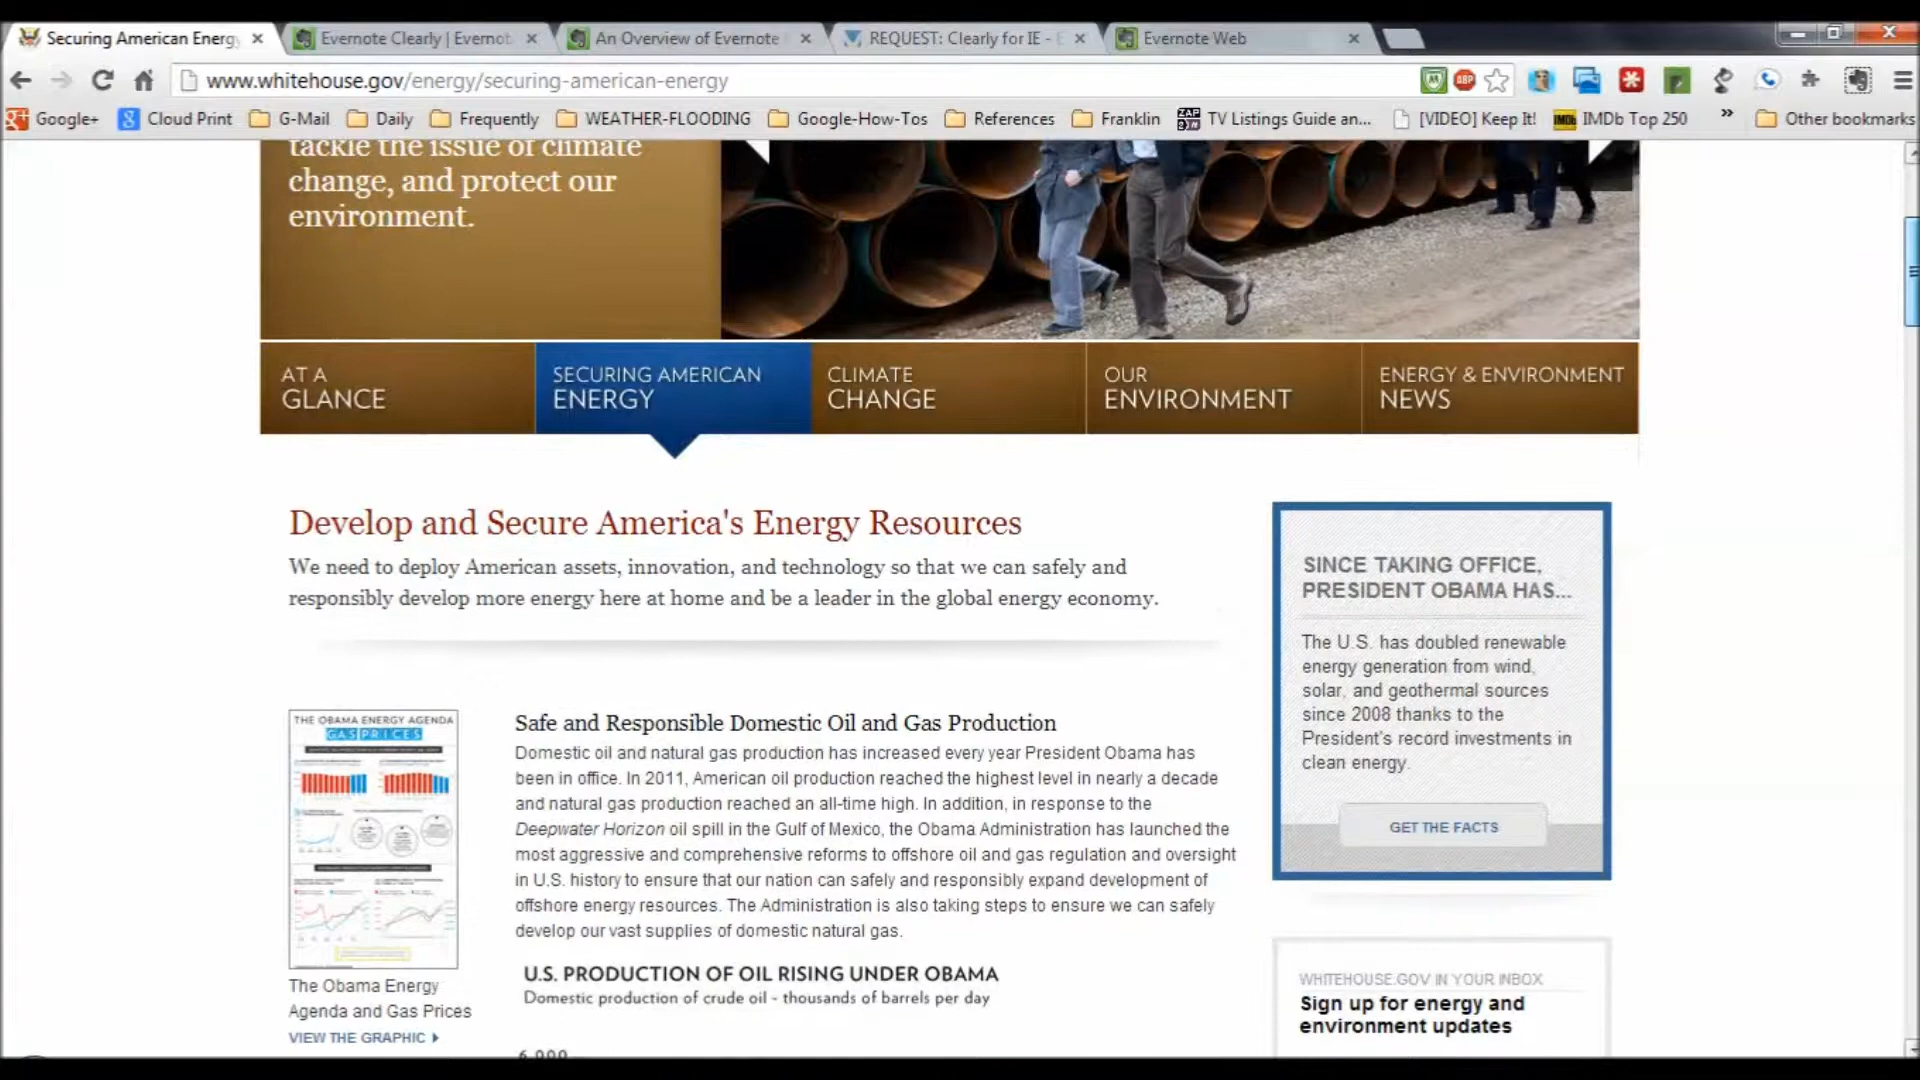 Securing American Energ
Evernote Clearly | Evernot
An Overview of Evernote
REQUEST: Clearly for IE -
Evernote Web
www.whitehouse.gov/energy/securing-american-energy
Google+
Cloud Print
G-Mail
Daily
Frequently
WEATHER-FLOODING
Google-How-Tos
References
Franklin
TV Listings Guide an...
[VIDEO] Keep It!
IMDb Top 250
»
Other bookmarks
tackle the issue of climate
change, and protect our
environment.
AT A
GLANCE
SECURING AMERICAN
ENERGY
CLIMATE
CHANGE
OUR
ENVIRONMENT
ENERGY & ENVIRONMENT
NEWS
Develop and Secure America's Energy Resources
We need to deploy American assets, innovation, and technology so that we can safely and
responsibly develop more energy here at home and be a leader in the global energy economy.
SINCE TAKING OFFICE,
PRESIDENT OBAMA HAS...
The U.S. has doubled renewable
energy generation from wind,
solar, and geothermal sources
since 2008 thanks to the
President's record investments in
clean energy.
GET THE FACTS
THE OBAMA ENERGY AGENDA
GAS PRICES
The Obama Energy
Agenda and Gas Prices
VIEW THE GRAPHIC
Safe and Responsible Domestic Oil and Gas Production
Domestic oil and natural gas production has increased every year President Obama has
been in office. In 2011, American oil production reached the highest level in nearly a decade
and natural gas production reached an all-time high. In addition, in response to the
Deepwater Horizon oil spill in the Gulf of Mexico, the Obama Administration has launched the
most aggressive and comprehensive reforms to offshore oil and gas regulation and oversight
in U.S. history to ensure that our nation can safely and responsibly expand development of
offshore energy resources. The Administration is also taking steps to ensure we can safely
develop our vast supplies of domestic natural gas.
U.S. PRODUCTION OF OIL RISING UNDER OBAMA
Domestic production of crude oil - thousands of barrels per day
WHITEHOUSE.GOV IN YOUR INBOX
Sign up for energy and
environment updates